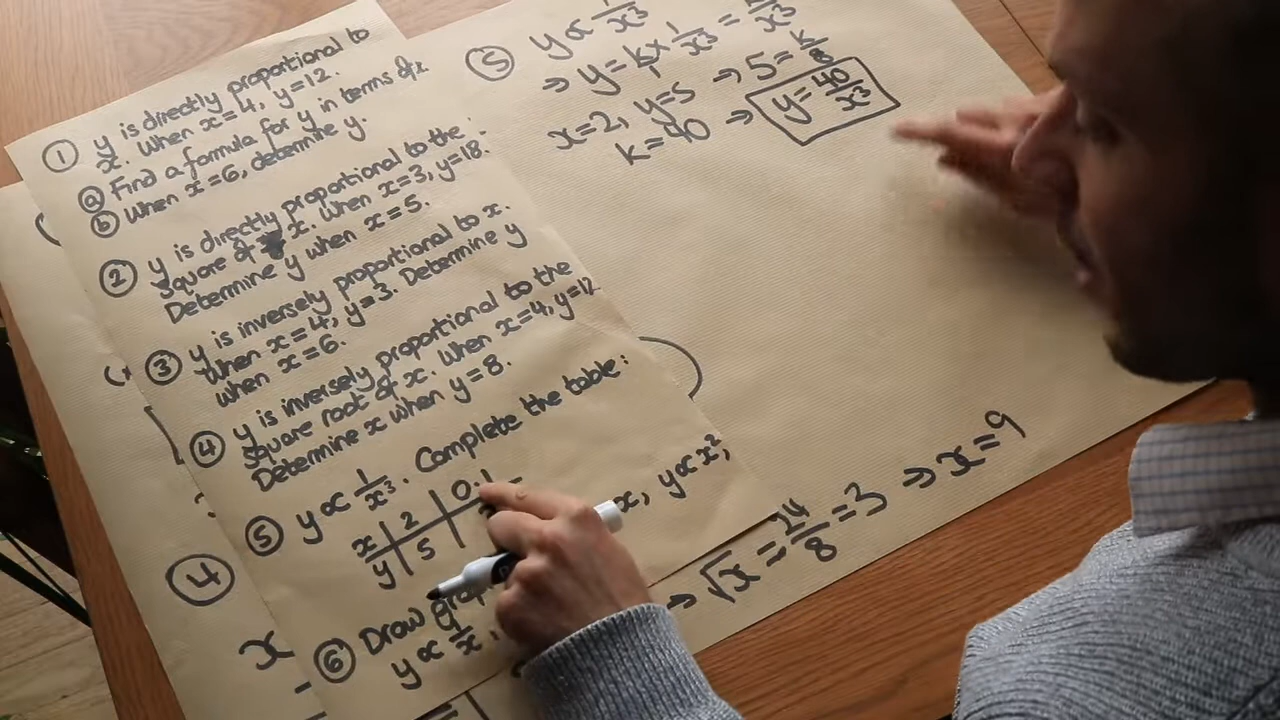 ① y is directly proportional to
x. When x=4, y=12.
ⓐ Find a formula for y in terms of x
ⓑ When x=6, determine y.
② y is directly proportional to the
square of x. When x=3, y=18.
Determine y when x=5.
③ y is inversely proportional to x.
When x=4, y=3. Determine y
when x=6.
④ y is inversely proportional to the
square root of x. When x=4, y=12
Determine x when y=8.
⑤ y ∝ 1/x³. Complete the table:
x 2 0.1
y 5
⑥ Draw
x, y∝x²,
y ∝ 1/x,
⑤ y ∝ 1/x³
⇒ y=k× 1/x³ =
x=2, y=5 ⇒ 5=k/8
k=40 ⇒ y=40/x³
④
x
⇒ √x = 24/8 = 3 ⇒ x=9